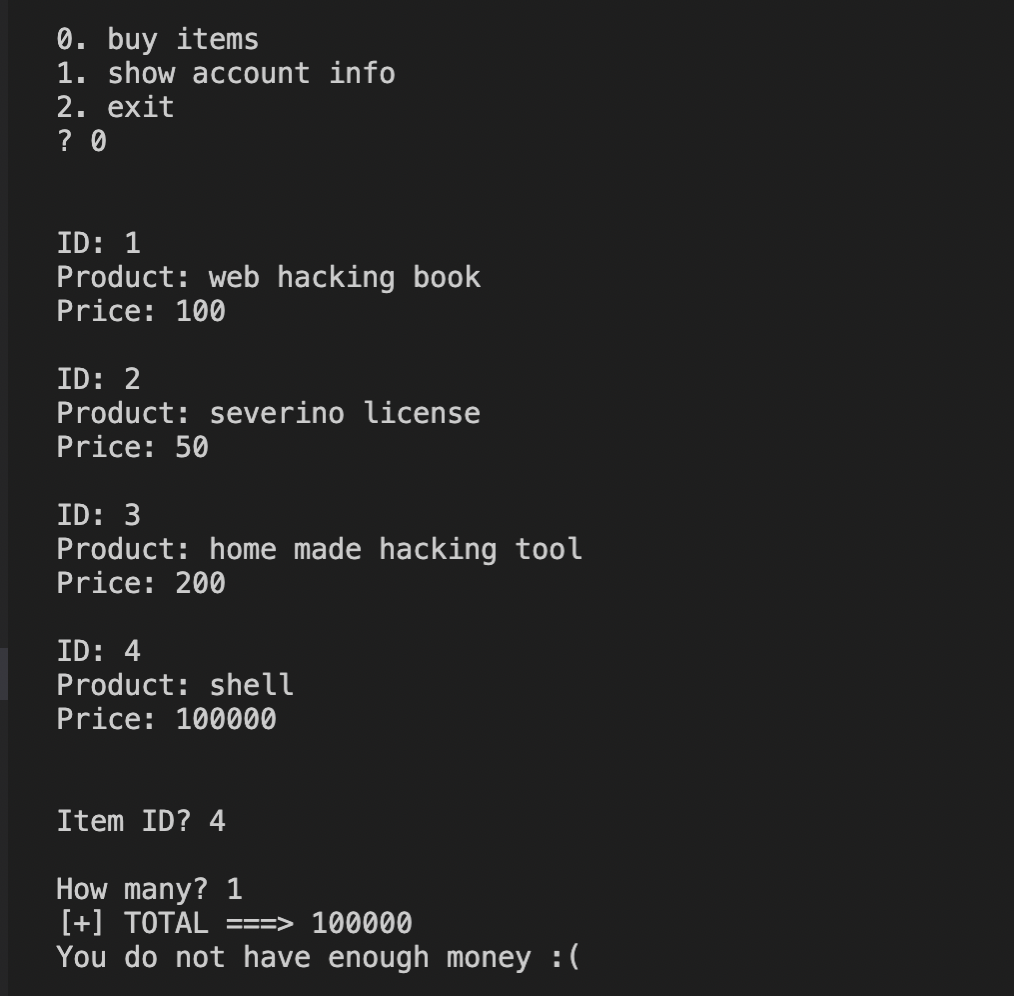 0. buy items
1. show account info
2. exit
? 0
ID: 1
Product: web hacking book
Price: 100
ID: 2
Product: severino license
Price: 50
ID: 3
Product: home made hacking tool
Price: 200
ID: 4
Product: shell
Price: 100000
Item ID? 4
How many? 1
[+] TOTAL ===> 100000
You do not have enough money :(